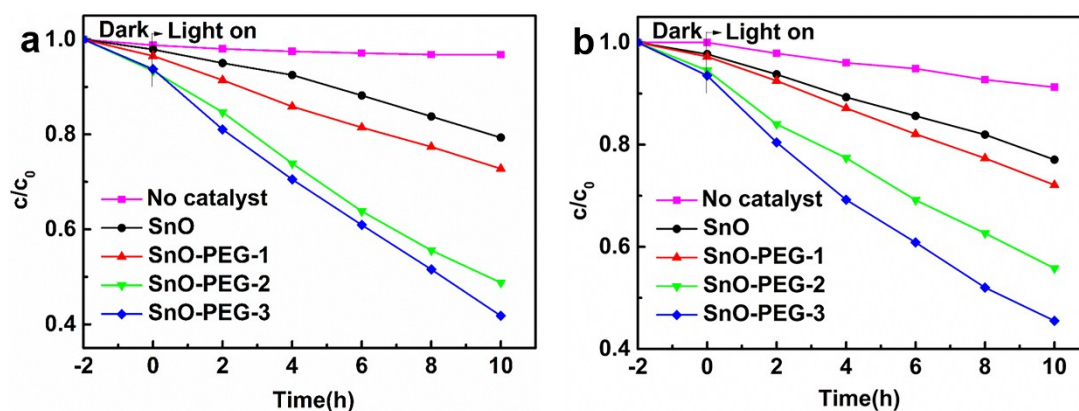 a
Dark Light on
1.0
0.8
0.6
0.4
c/c0
No catalyst
SnO
SnO-PEG-1
SnO-PEG-2
SnO-PEG-3
-2 0 2 4 6 8 10
Time(h)
b
Dark Light on
1.0
0.8
0.6
0.4
c/c0
No catalyst
SnO
SnO-PEG-1
SnO-PEG-2
SnO-PEG-3
-2 0 2 4 6 8 10
Time(h)